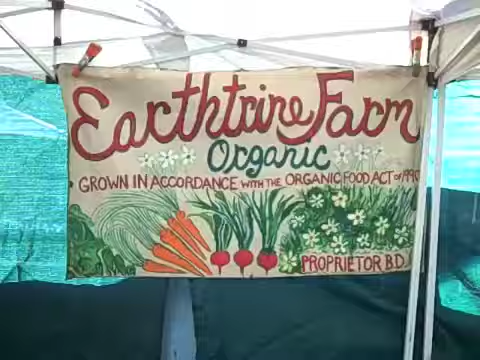 Earthtrine Farm
Organic
GROWN IN ACCORDANCE WITH THE ORGANIC FOOD ACT of 1990
PROPRIETOR B.D.